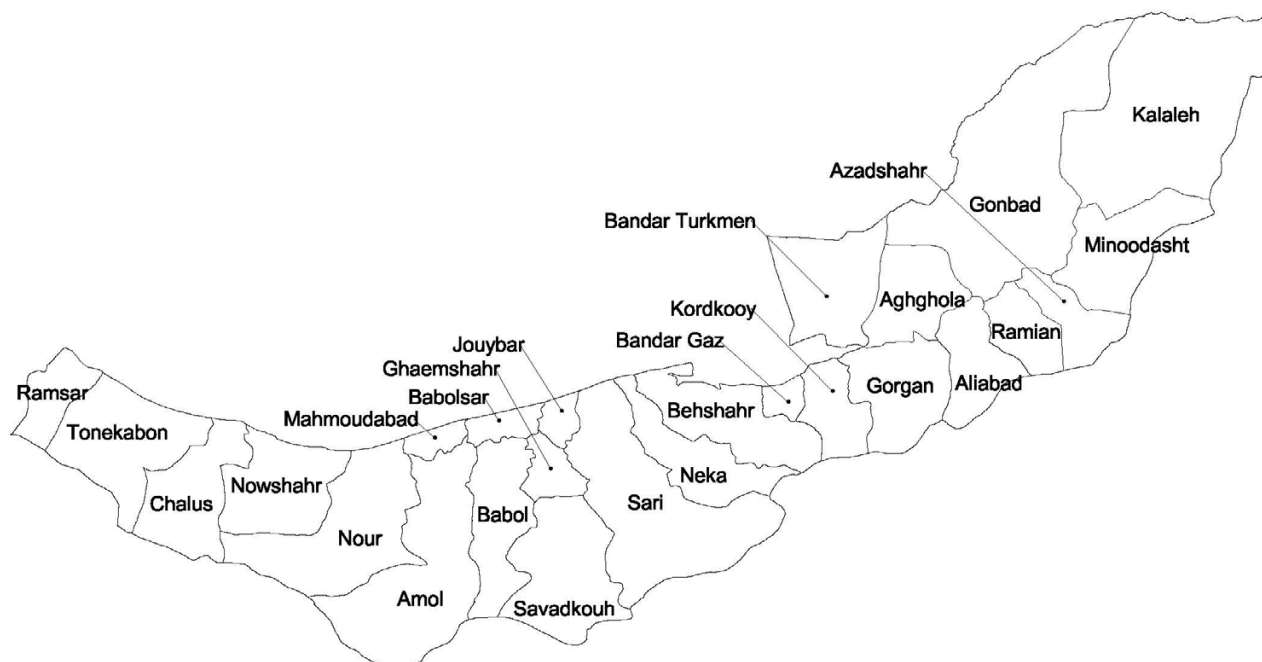 Kalaleh
Azadshahr
Gonbad
Bandar Turkmen
Minoodasht
Aghghola
Kordkooy
Ramian
Bandar Gaz
Jouybar
Ghaemshahr
Gorgan
Aliabad
Ramsar
Babolsar
Mahmoudabad
Behshahr
Tonekabon
Neka
Nowshahr
Chalus
Sari
Babol
Nour
Amol
Savadkouh